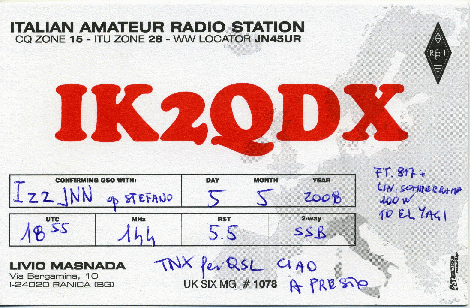 ITALIAN AMATEUR RADIO STATION
CQ ZONE 15 - ITU ZONE 28 - WW LOCATOR JN45UR
IK2QDX
CONFIRMING QSO WITH: DAY MONTH YEAR
IZ2JNN op STEFANO 5 5 2008
UTC MHz RST 2-way
18 55 144 5.5 SSB
FT. 817 +
LIN.
100 W
10 EL YAGI
LIVIO MASNADA
Via Bergamina, 10
I-24020 RANICA (BG)
TNX per QSL CIAO
A PRESTO
UK SIX MG # 1078